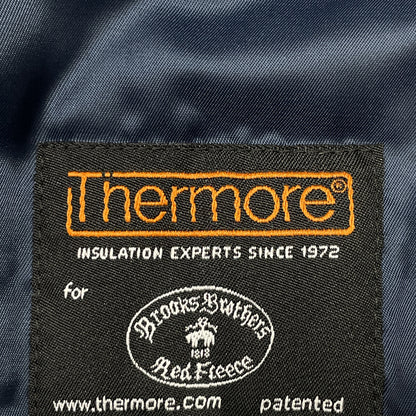 Thermore®
INSULATION EXPERTS SINCE 1972
for
Brooks Brothers
1818
Red Fleece
www.thermore.com patented